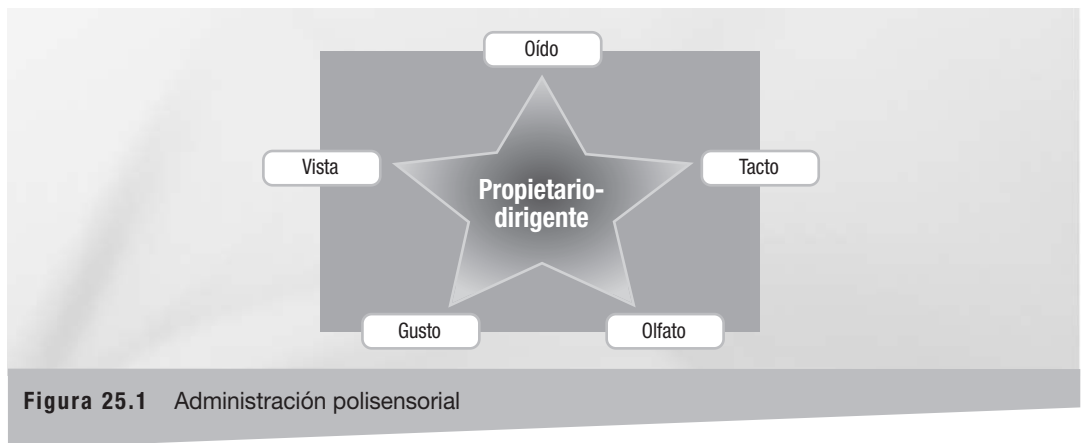 Oído
Vista
Tacto
Propietario-
dirigente
Gusto
Olfato
Figura 25.1 Administración polisensorial